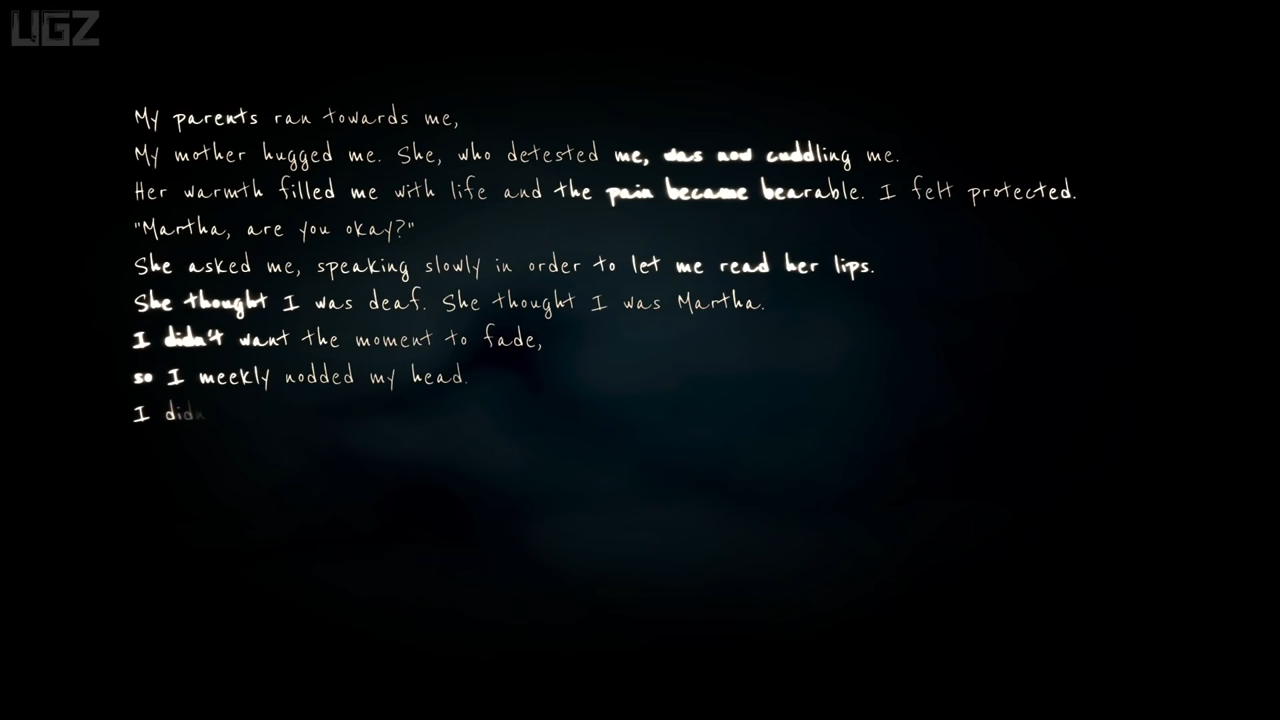 UGZ
My parents ran towards me,
My mother hugged me. She, who detested me, was now cuddling me.
Her warmth filled me with life and the pain became bearable. I felt protected.
"Martha, are you okay?"
She asked me, speaking slowly in order to let me read her lips.
She thought I was deaf. She thought I was Martha.
I didn't want the moment to fade,
so I meekly nodded my head.
I didn